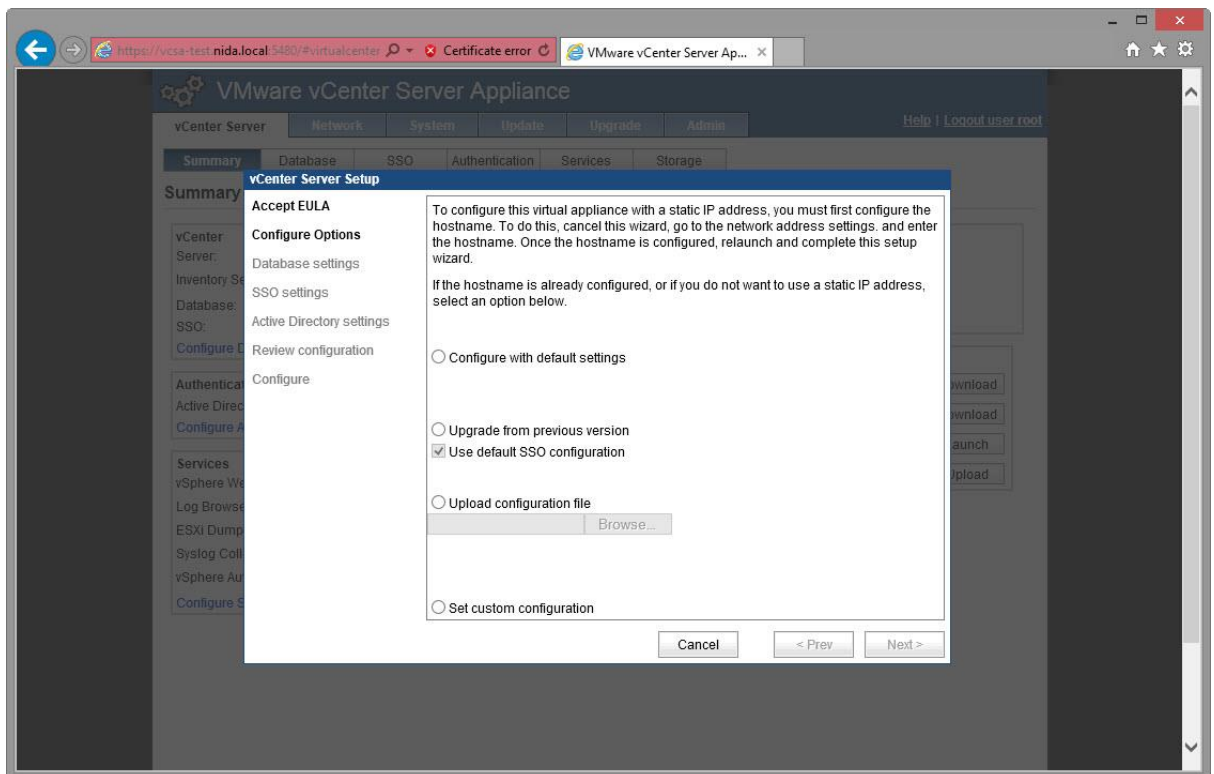 https://vcsa-test.nida.local:5480/#virtualcenter
Certificate error
VMware vCenter Server Ap...
VMware vCenter Server Appliance
vCenter Server
Network
System
Update
Upgrade
Admin
Help | Logout user root
Summary
Database
SSO
Authentication
Services
Storage
Summary
vCenter Server Setup
Accept EULA
Configure Options
Database settings
SSO settings
Active Directory settings
Review configuration
Configure
To configure this virtual appliance with a static IP address, you must first configure the
hostname. To do this, cancel this wizard, go to the network address settings. and enter
the hostname. Once the hostname is configured, relaunch and complete this setup
wizard.
If the hostname is already configured, or if you do not want to use a static IP address,
select an option below.
Configure with default settings
Upgrade from previous version
Use default SSO configuration
Upload configuration file
Browse...
Set custom configuration
Cancel
< Prev
Next >
vCenter
Server:
Inventory Se
Database:
SSO:
Configure D
Authenticat
Active Direc
Configure A
Services
vSphere We
Log Browse
ESXi Dump
Syslog Coll
vSphere Au
Configure S
ownload
ownload
aunch
Upload